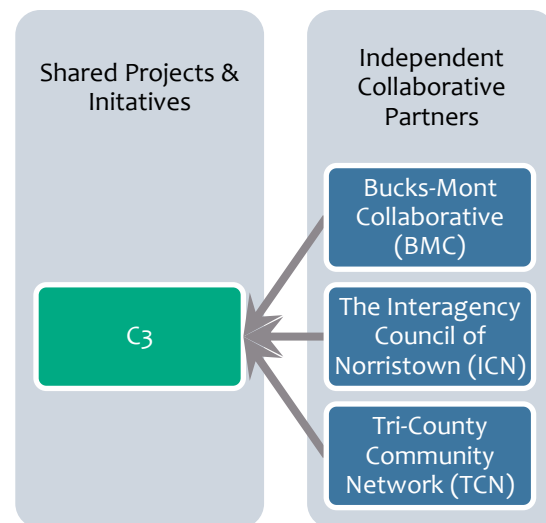 Shared Projects &
Initatives
C3
Independent
Collaborative
Partners
Bucks-Mont
Collaborative
(BMC)
The Interagency
Council of
Norristown (ICN)
Tri-County
Community
Network (TCN)